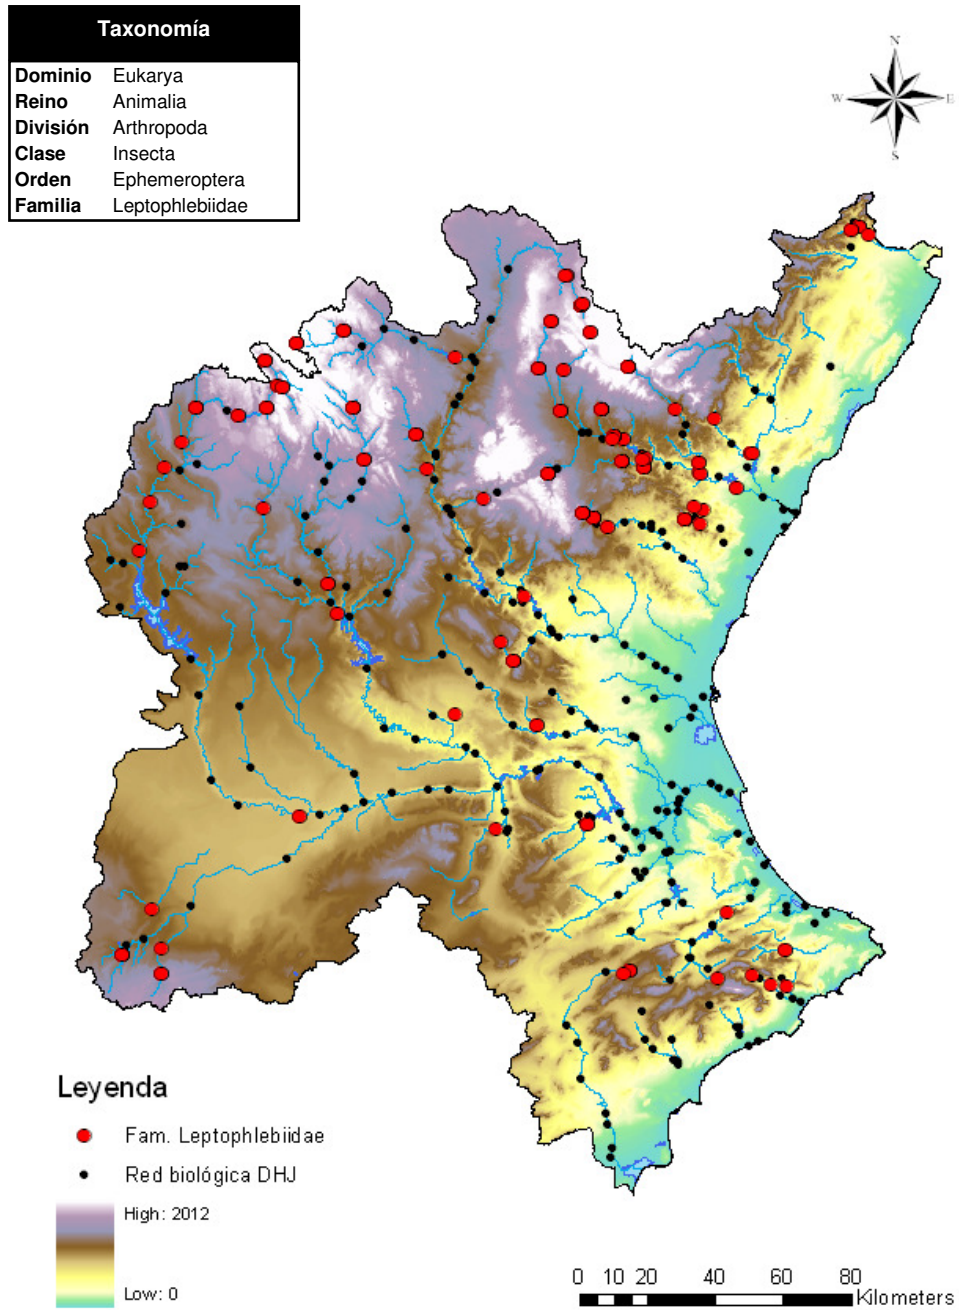 Taxonomía
Dominio Eukarya
Reino Animalia
División Arthropoda
Clase Insecta
Orden Ephemeroptera
Familia Leptophlebiidae
N
W E
S
Leyenda
Fam. Leptophlebiidae
Red biológica DHJ
High: 2012
Low: 0
0 10 20 40 60 80
Kilometers